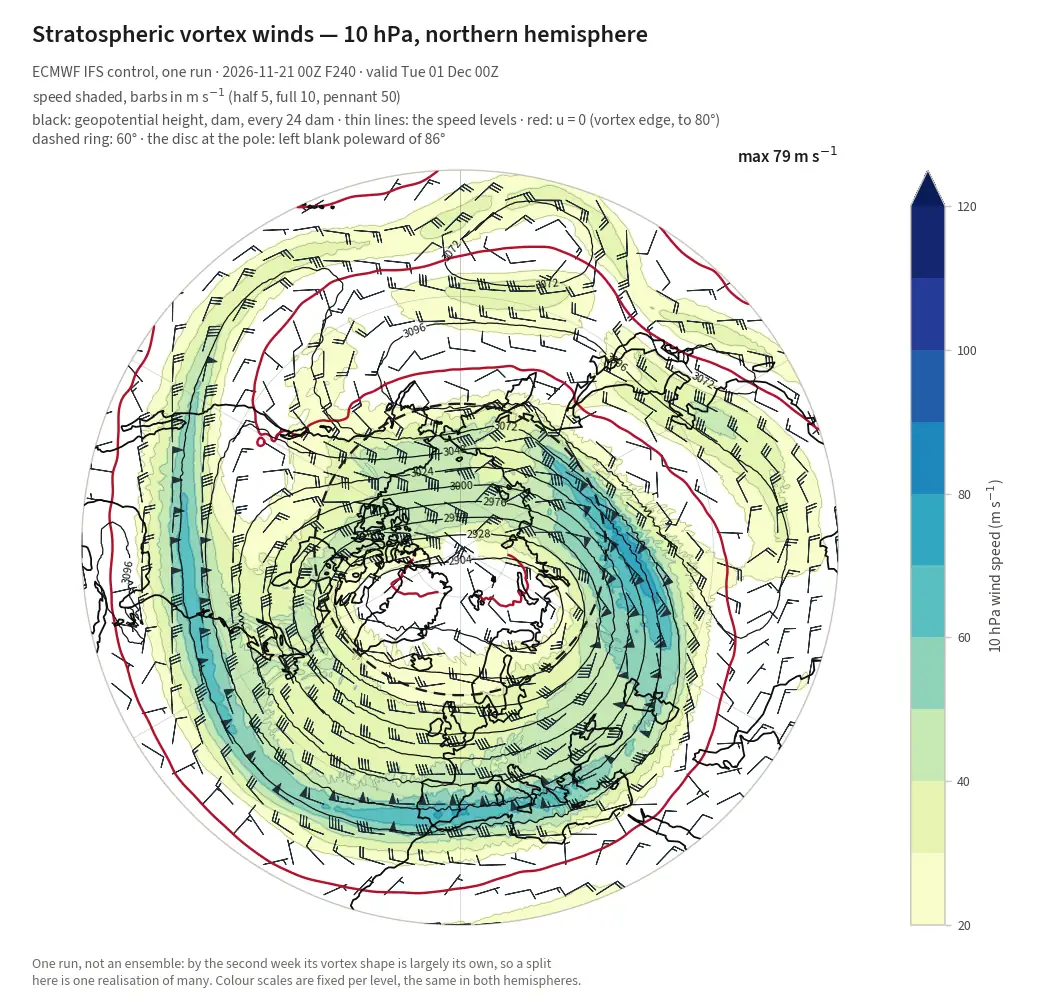 Stratospheric vortex winds — 10 hPa, northern hemisphere
ECMWF IFS control, one run · 2026-11-21 00Z F240 · valid Tue 01 Dec 00Z
speed shaded, barbs in m s⁻¹ (half 5, full 10, pennant 50)
black: geopotential height, dam, every 24 dam · thin lines: the speed levels · red: u = 0 (vortex edge, to 80°)
dashed ring: 60° · the disc at the pole: left blank poleward of 86°
max 79 m s⁻¹
120
100
80
60
40
20
10 hPa wind speed (m s⁻¹)
3072
3072
3096
3072
3072
3024
3000
2976
2928
2904
3096
One run, not an ensemble: by the second week its vortex shape is largely its own, so a split
here is one realisation of many. Colour scales are fixed per level, the same in both hemispheres.